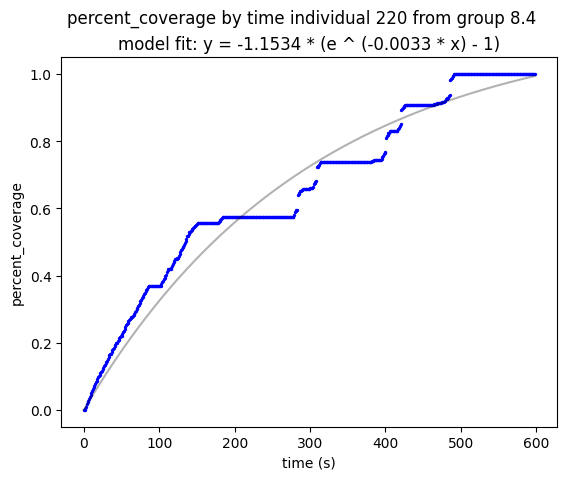 percent_coverage by time individual 220 from group 8.4
model fit: y = -1.1534 * (e ^ (-0.0033 * x) - 1)
1.0
0.8
0.6
0.4
0.2
0.0
percent_coverage
0 100 200 300 400 500 600
time (s)